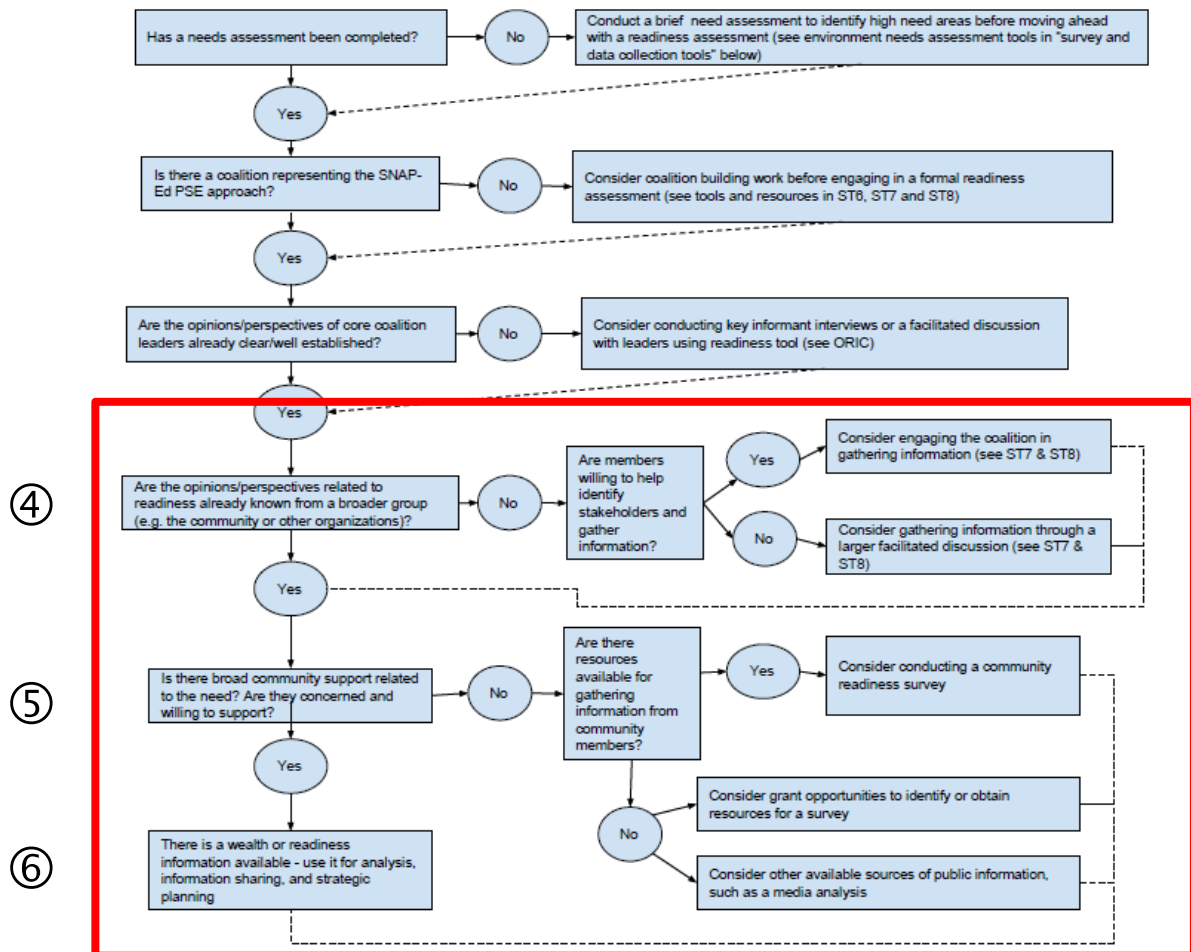 Has a needs assessment been completed?
No
Conduct a brief need assessment to identify high need areas before moving ahead
with a readiness assessment (see environment needs assessment tools in "survey and
data collection tools" below)
Yes
Is there a coalition representing the SNAP-
Ed PSE approach?
No
Consider coalition building work before engaging in a formal readiness
assessment (see tools and resources in ST6, ST7 and ST8)
Yes
Are the opinions/perspectives of core coalition
leaders already clear/well established?
No
Consider conducting key informant interviews or a facilitated discussion
with leaders using readiness tool (see ORIC)
Yes
④
Are the opinions/perspectives related to
readiness already known from a broader group
(e.g. the community or other organizations)?
No
Are members
willing to help
identify
stakeholders and
gather
information?
Yes
Consider engaging the coalition in
gathering information (see ST7 & ST8)
No
Consider gathering information through a
larger facilitated discussion (see ST7 &
ST8)
Yes
⑤
Is there broad community support related
to the need? Are they concerned and
willing to support?
No
Are there
resources
available for
gathering
information from
community
members?
Yes
Consider conducting a community
readiness survey
Yes
No
Consider grant opportunities to identify or obtain
resources for a survey
Consider other available sources of public information,
such as a media analysis
⑥
There is a wealth or readiness
information available - use it for analysis,
information sharing, and strategic
planning